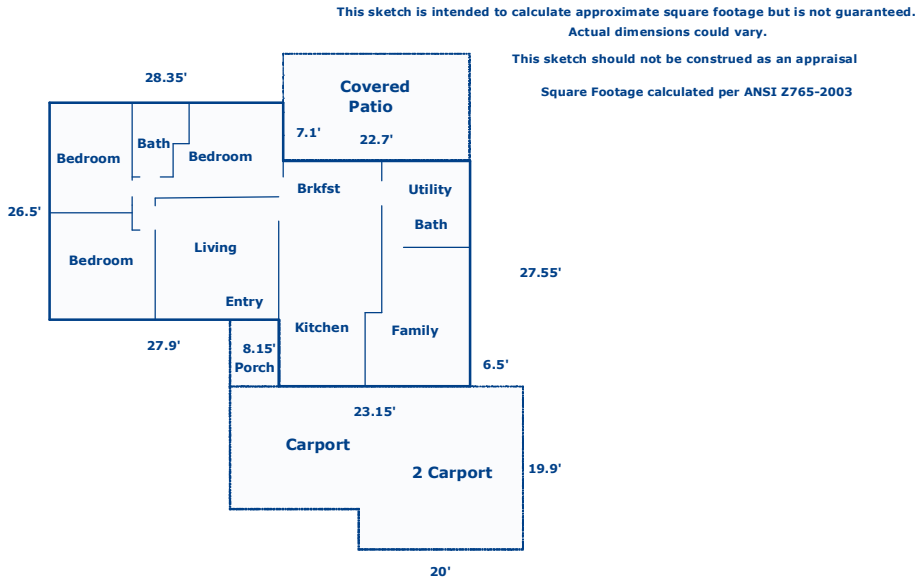 This sketch is intended to calculate approximate square footage but is not guaranteed.
Actual dimensions could vary.
This sketch should not be construed as an appraisal
Square Footage calculated per ANSI Z765-2003
28.35'
Covered
Patio
7.1'
22.7'
Bath
Bedroom
Bedroom
Brkfst
Utility
26.5'
Bath
Living
Bedroom
27.55'
Entry
Kitchen
Family
27.9'
8.15'
Porch
6.5'
23.15'
Carport
2 Carport
19.9'
20'